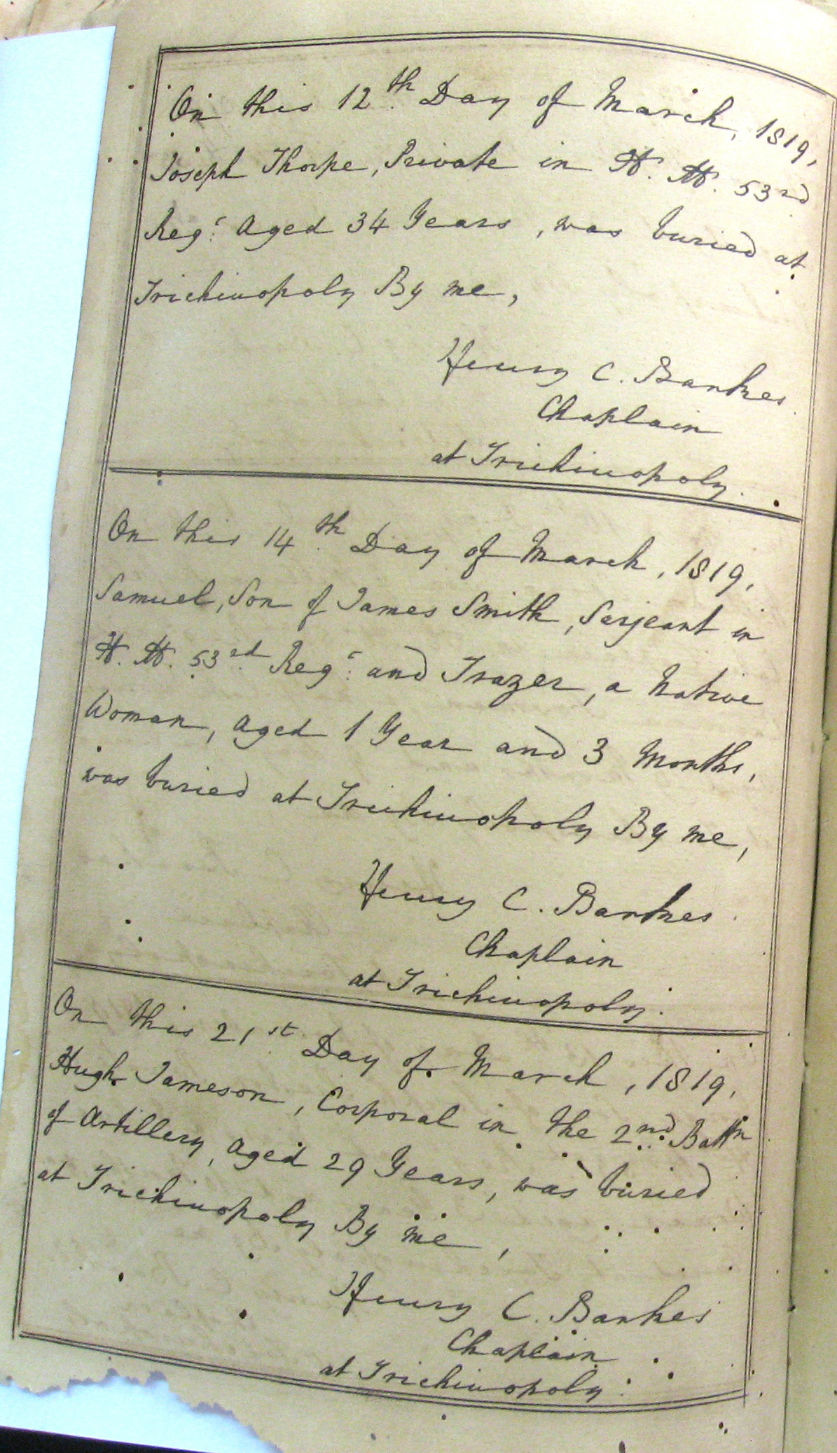 On this 12th Day of March, 1819,
Joseph Thorpe, Private in H. M. 53rd
Regt. Aged 34 Years, was buried at
Trichinopoly By me,
Henry C. Bankes
Chaplain
at Trichinopoly.
On this 14th Day of March, 1819,
Samuel, Son of James Smith, Sarjeant in
H. M. 53rd Regt. and Frazer, a Native
Woman, aged 1 Year and 3 Months,
was buried at Trichinopoly By me,
Henry C. Bankes
Chaplain
at Trichinopoly.
On this 21st Day of March, 1819,
Hugh Jameson, Corporal in the 2nd Battn
of Artillery, aged 29 Years, was buried
at Trichinopoly By me,
Henry C. Bankes
Chaplain
at Trichinopoly.